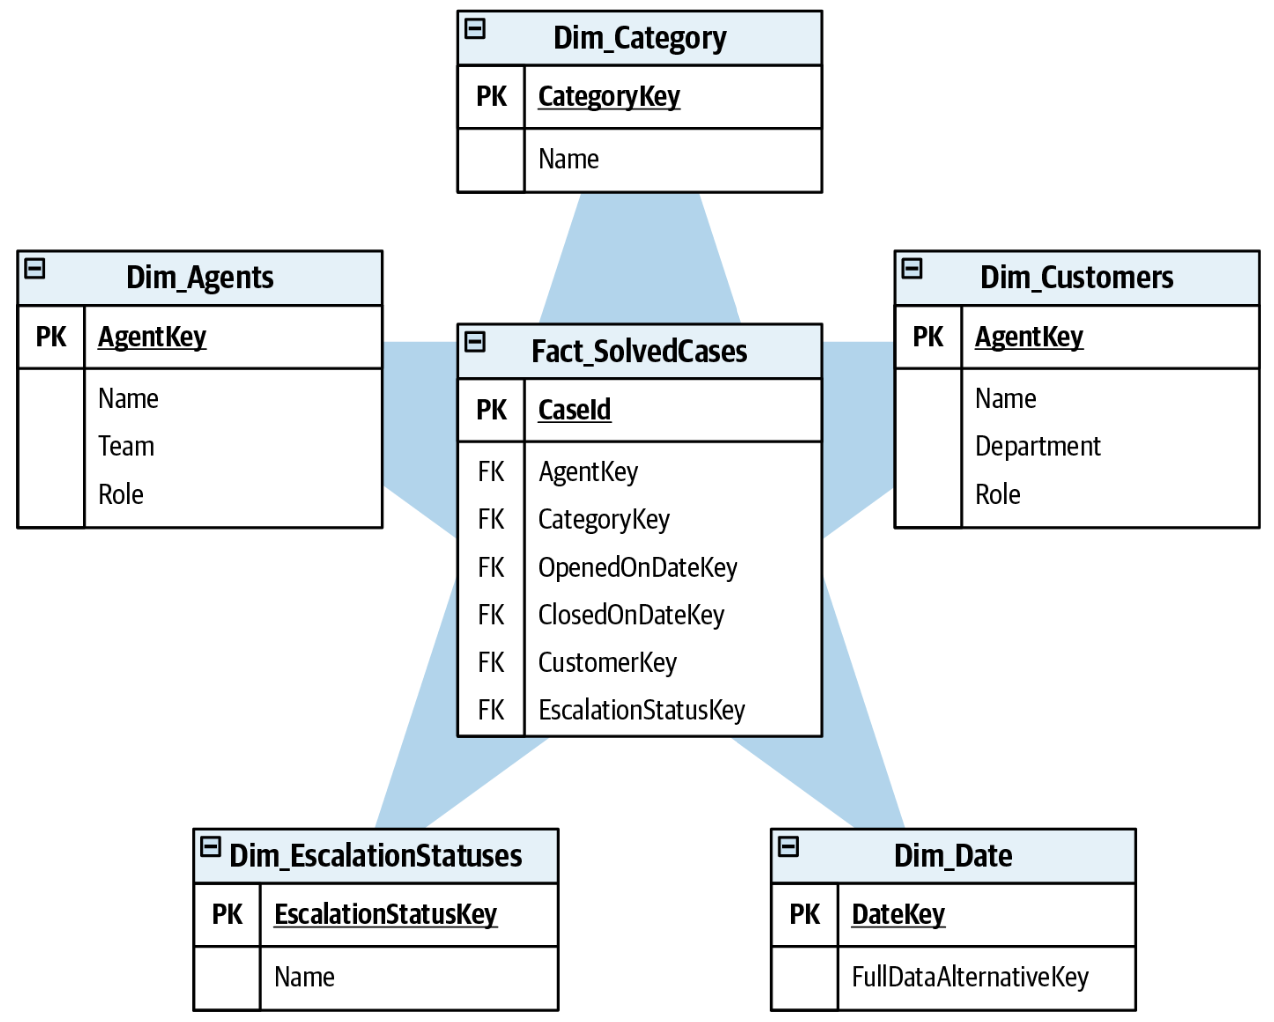 Dim_Category
PK CategoryKey
Name
Dim_Agents
PK AgentKey
Name
Team
Role
Fact_SolvedCases
PK CaseId
FK AgentKey
FK CategoryKey
FK OpenedOnDateKey
FK ClosedOnDateKey
FK CustomerKey
FK EscalationStatusKey
Dim_Customers
PK AgentKey
Name
Department
Role
Dim_EscalationStatuses
PK EscalationStatusKey
Name
Dim_Date
PK DateKey
FullDataAlternativeKey